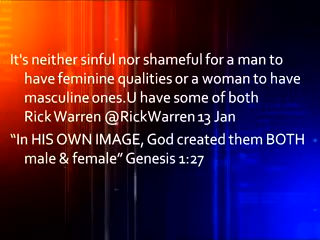 It's neither sinful nor shameful for a man to
have feminine qualities or a woman to have
masculine ones.U have some of both
Rick Warren @RickWarren 13 Jan
“In HIS OWN IMAGE, God created them BOTH
male & female” Genesis 1:27